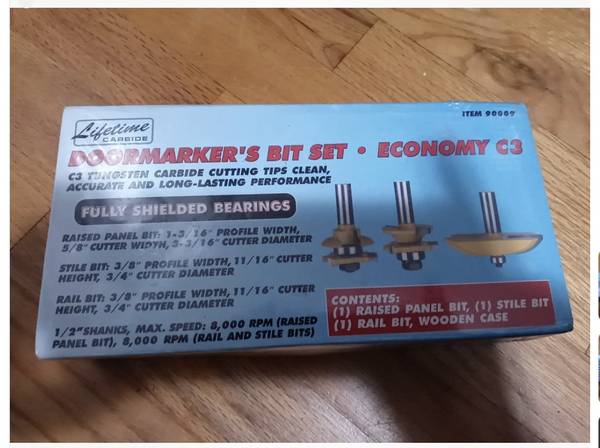 Lifetime
CARBIDE
ITEM 90009
DOORMARKER'S BIT SET • ECONOMY C3
C3 TUNGSTEN CARBIDE CUTTING TIPS CLEAN,
ACCURATE AND LONG-LASTING PERFORMANCE
FULLY SHIELDED BEARINGS
RAISED PANEL BIT: 1-3/16" PROFILE WIDTH,
5/8" CUTTER WIDTH, 3-3/16" CUTTER DIAMETER
STILE BIT: 3/8" PROFILE WIDTH, 11/16" CUTTER
HEIGHT, 3/4" CUTTER DIAMETER
RAIL BIT: 3/8" PROFILE WIDTH, 11/16" CUTTER
HEIGHT, 3/4" CUTTER DIAMETER
1/2" SHANKS, MAX. SPEED: 8,000 RPM (RAISED
PANEL BIT), 8,000 RPM (RAIL AND STILE BITS)
CONTENTS:
(1) RAISED PANEL BIT, (1) STILE BIT
(1) RAIL BIT, WOODEN CASE